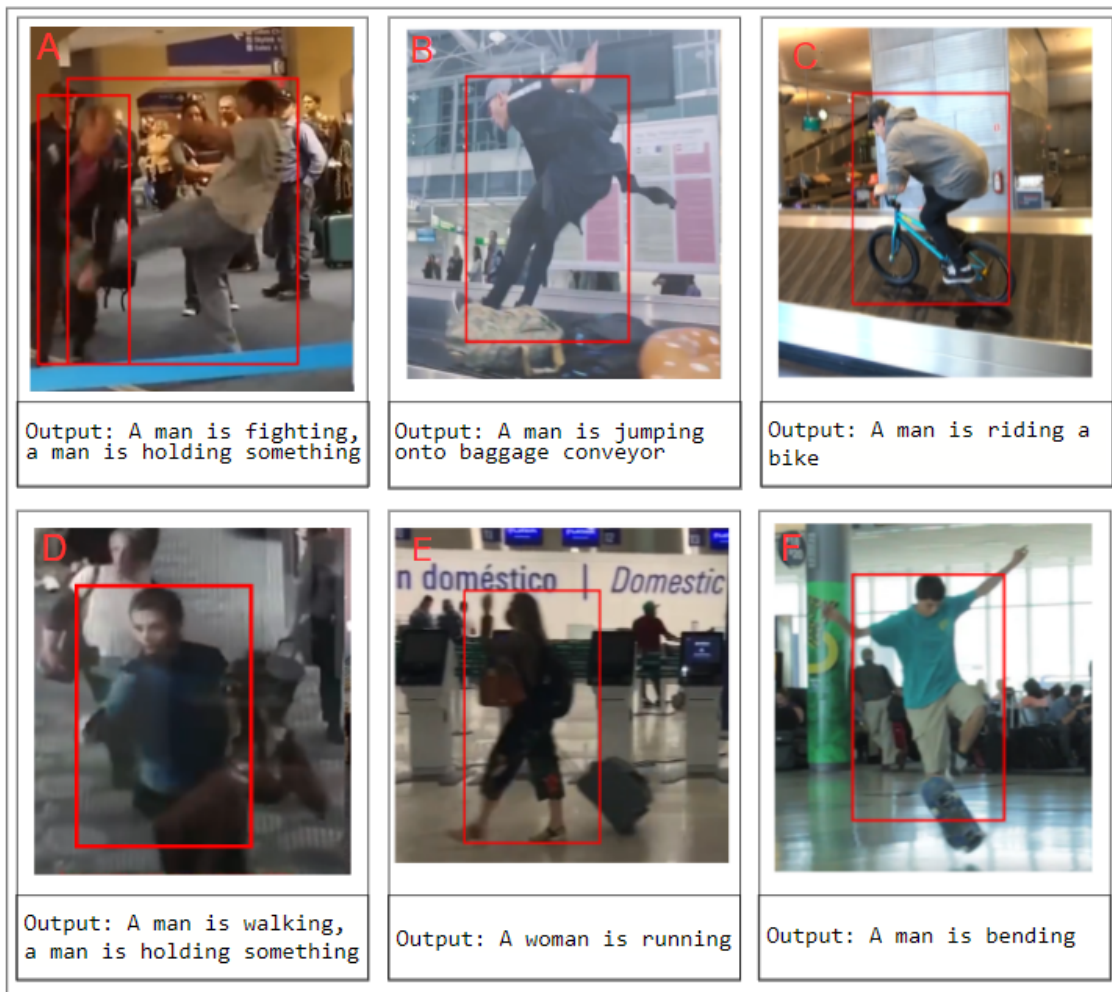 A
B
C
Output: A man is fighting,
a man is holding something
Output: A man is jumping
onto baggage conveyor
Output: A man is riding a
bike
D
E
n doméstico | Domestic
F
Output: A man is walking,
a man is holding something
Output: A woman is running
Output: A man is bending